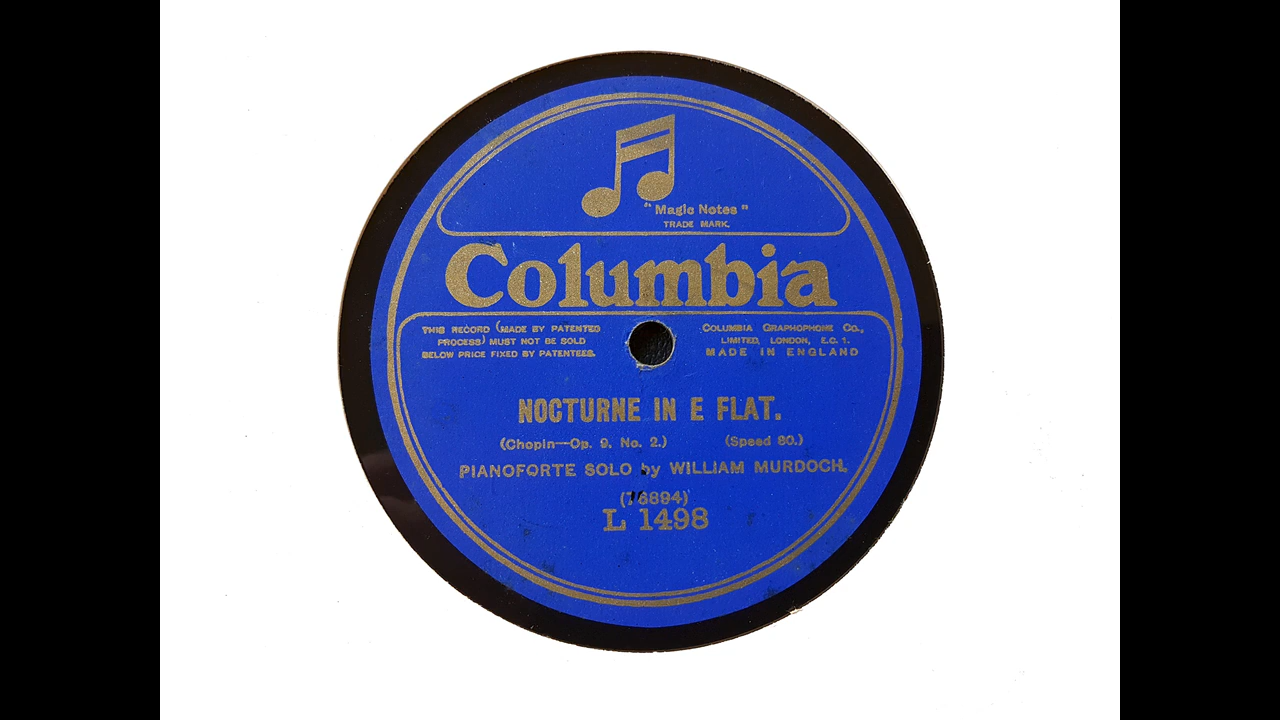 "Magic Notes"
TRADE MARK.
Columbia
THIS RECORD (MADE BY PATENTED
PROCESS) MUST NOT BE SOLD
BELOW PRICE FIXED BY PATENTEES.
COLUMBIA GRAPHOPHONE CO.,
LIMITED, LONDON, E.C. 1.
MADE IN ENGLAND
NOCTURNE IN E FLAT.
(Chopin—Op. 9, No. 2.) (Speed 80.)
PIANOFORTE SOLO by WILLIAM MURDOCH.
(76894)
L 1498